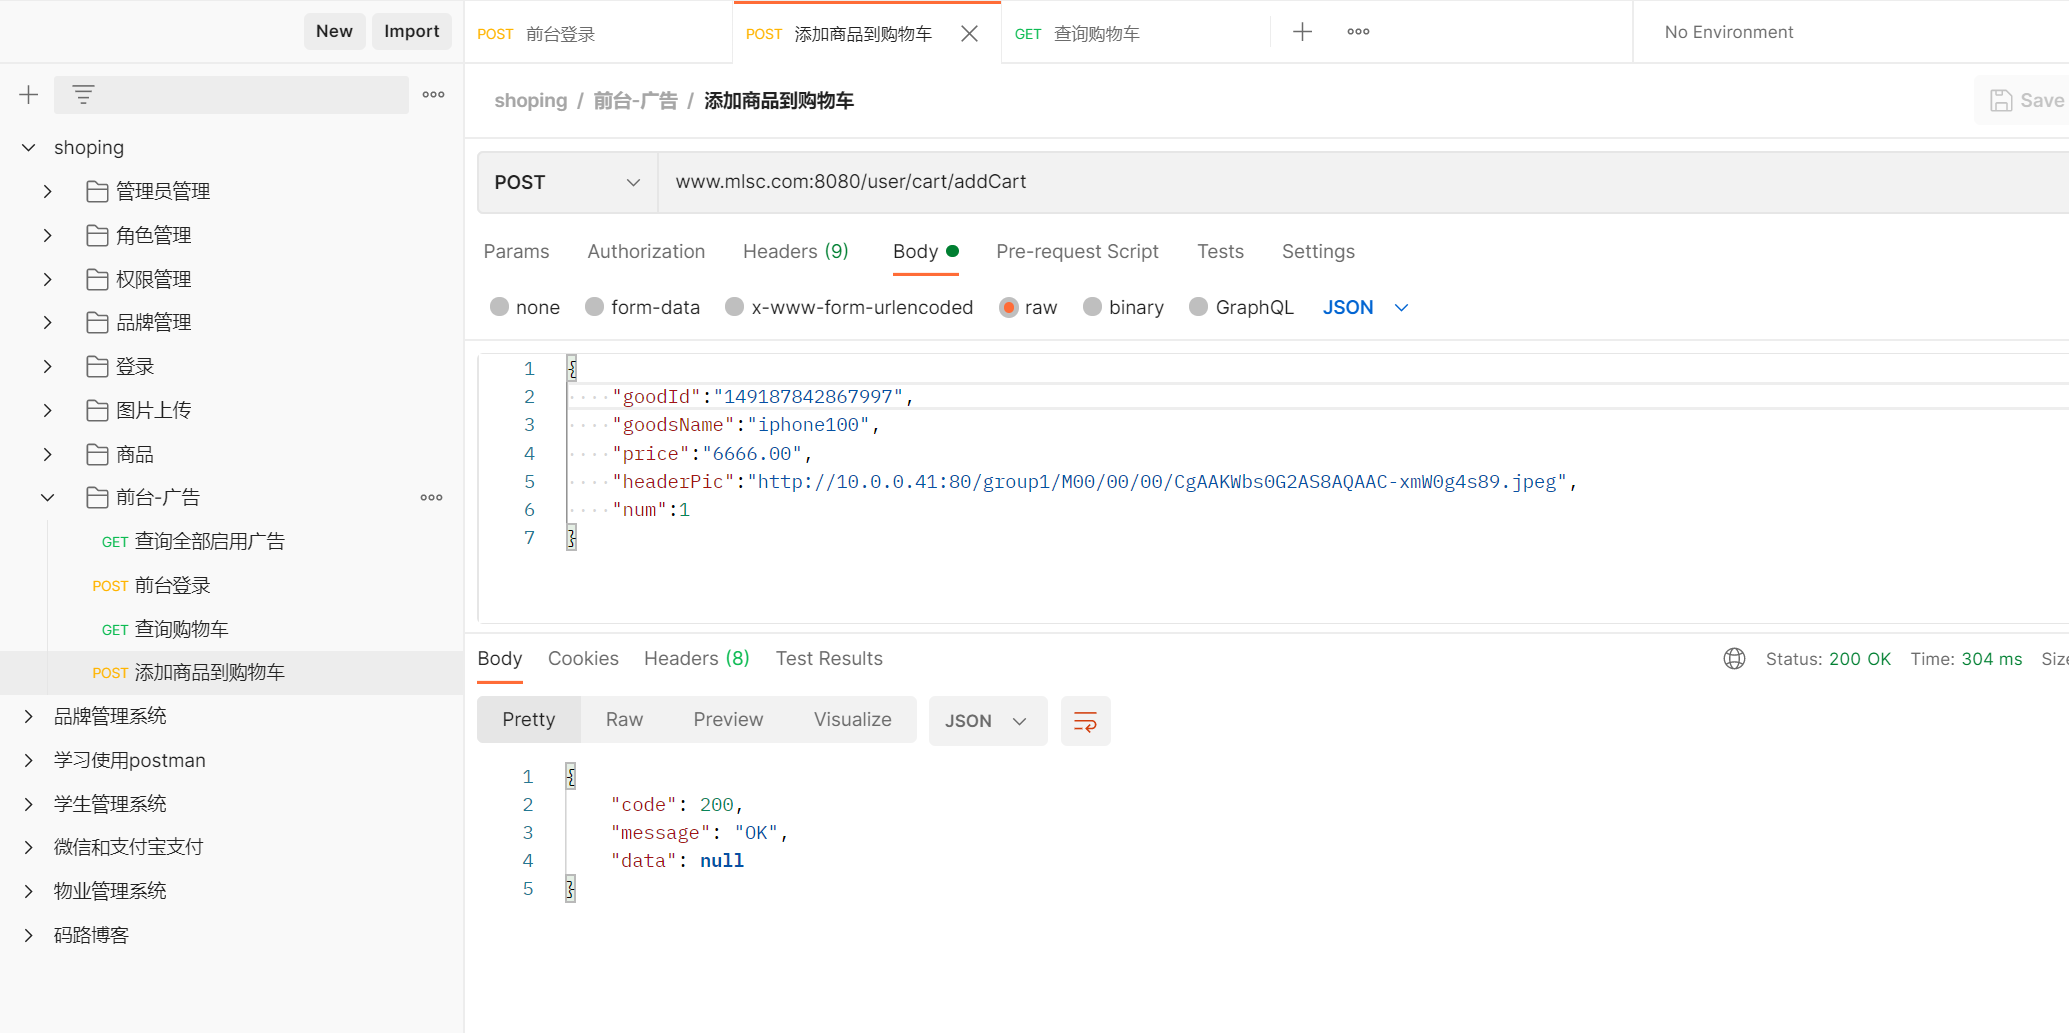 New Import
POST 前台登录 POST 添加商品到购物车 GET 查询购物车 No Environment
shoping / 前台-广告 / 添加商品到购物车 Save
shoping
管理员管理
角色管理
权限管理
品牌管理
登录
图片上传
商品
前台-广告
GET 查询全部启用广告
POST 前台登录
GET 查询购物车
POST 添加商品到购物车
品牌管理系统
学习使用postman
学生管理系统
微信和支付宝支付
物业管理系统
码路博客
POST www.mlsc.com:8080/user/cart/addCart
Params Authorization Headers (9) Body Pre-request Script Tests Settings
none form-data x-www-form-urlencoded raw binary GraphQL JSON
1 {
2 "goodId":"149187842867997",
3 "goodsName":"iphone100",
4 "price":"6666.00",
5 "headerPic":"http://10.0.0.41:80/group1/M00/00/00/CgAAKWbs0G2AS8AQAAC-xmW0g4s89.jpeg",
6 "num":1
7 }
Body Cookies Headers (8) Test Results Status: 200 OK Time: 304 ms Size
Pretty Raw Preview Visualize JSON
1 {
2 "code": 200,
3 "message": "OK",
4 "data": null
5 }